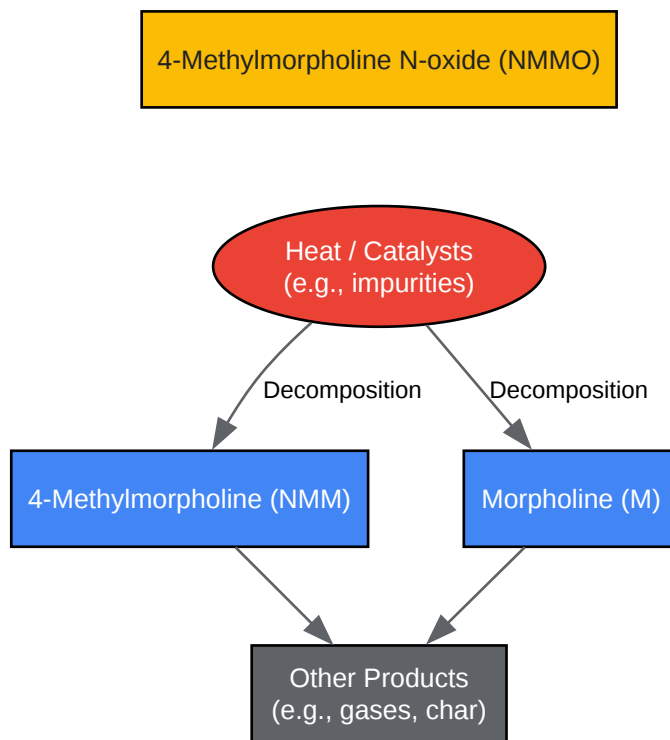 4-Methylmorpholine N-oxide (NMMO)
Heat / Catalysts
(e.g., impurities)
Decomposition
Decomposition
4-Methylmorpholine (NMM)
Morpholine (M)
Other Products
(e.g., gases, char)